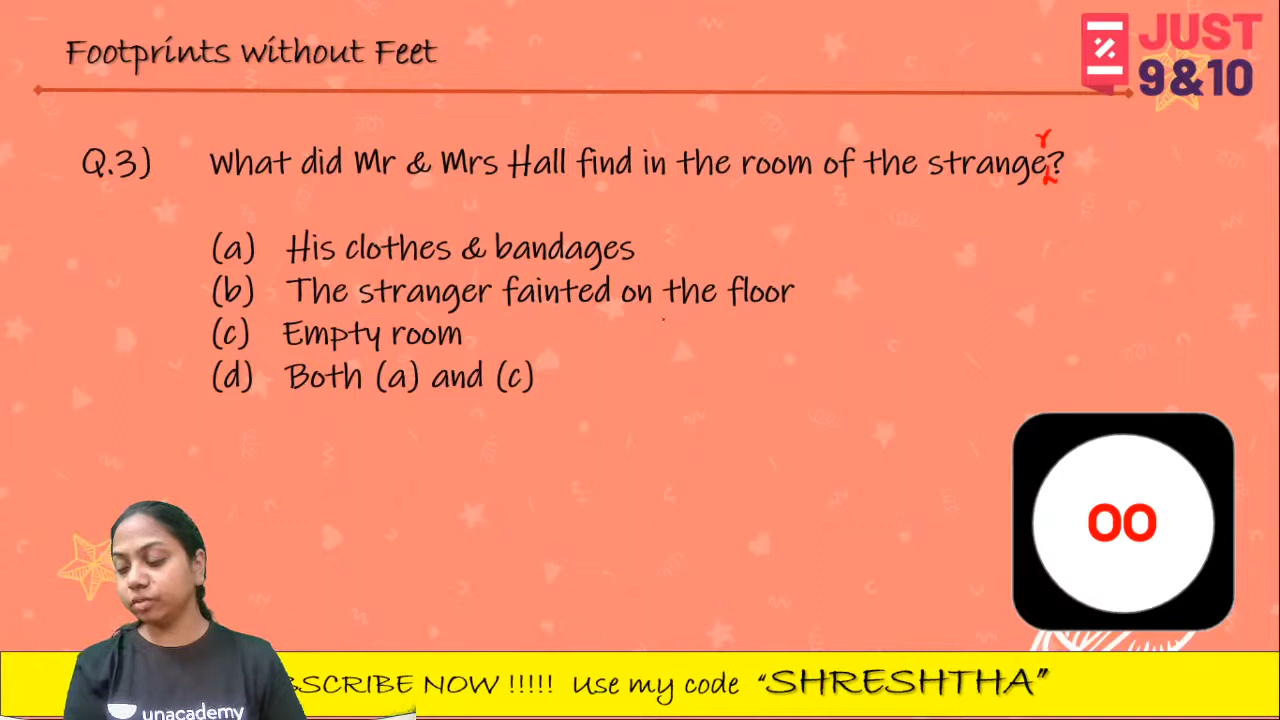 Footprints without Feet
JUST
9&10
Q.3) What did Mr & Mrs Hall find in the room of the stranger?
(a) His clothes & bandages
(b) The stranger fainted on the floor
(c) Empty room
(d) Both (a) and (c)
00
BSCRIBE NOW !!!!! Use my code “SHRESHTHA”
unacademy